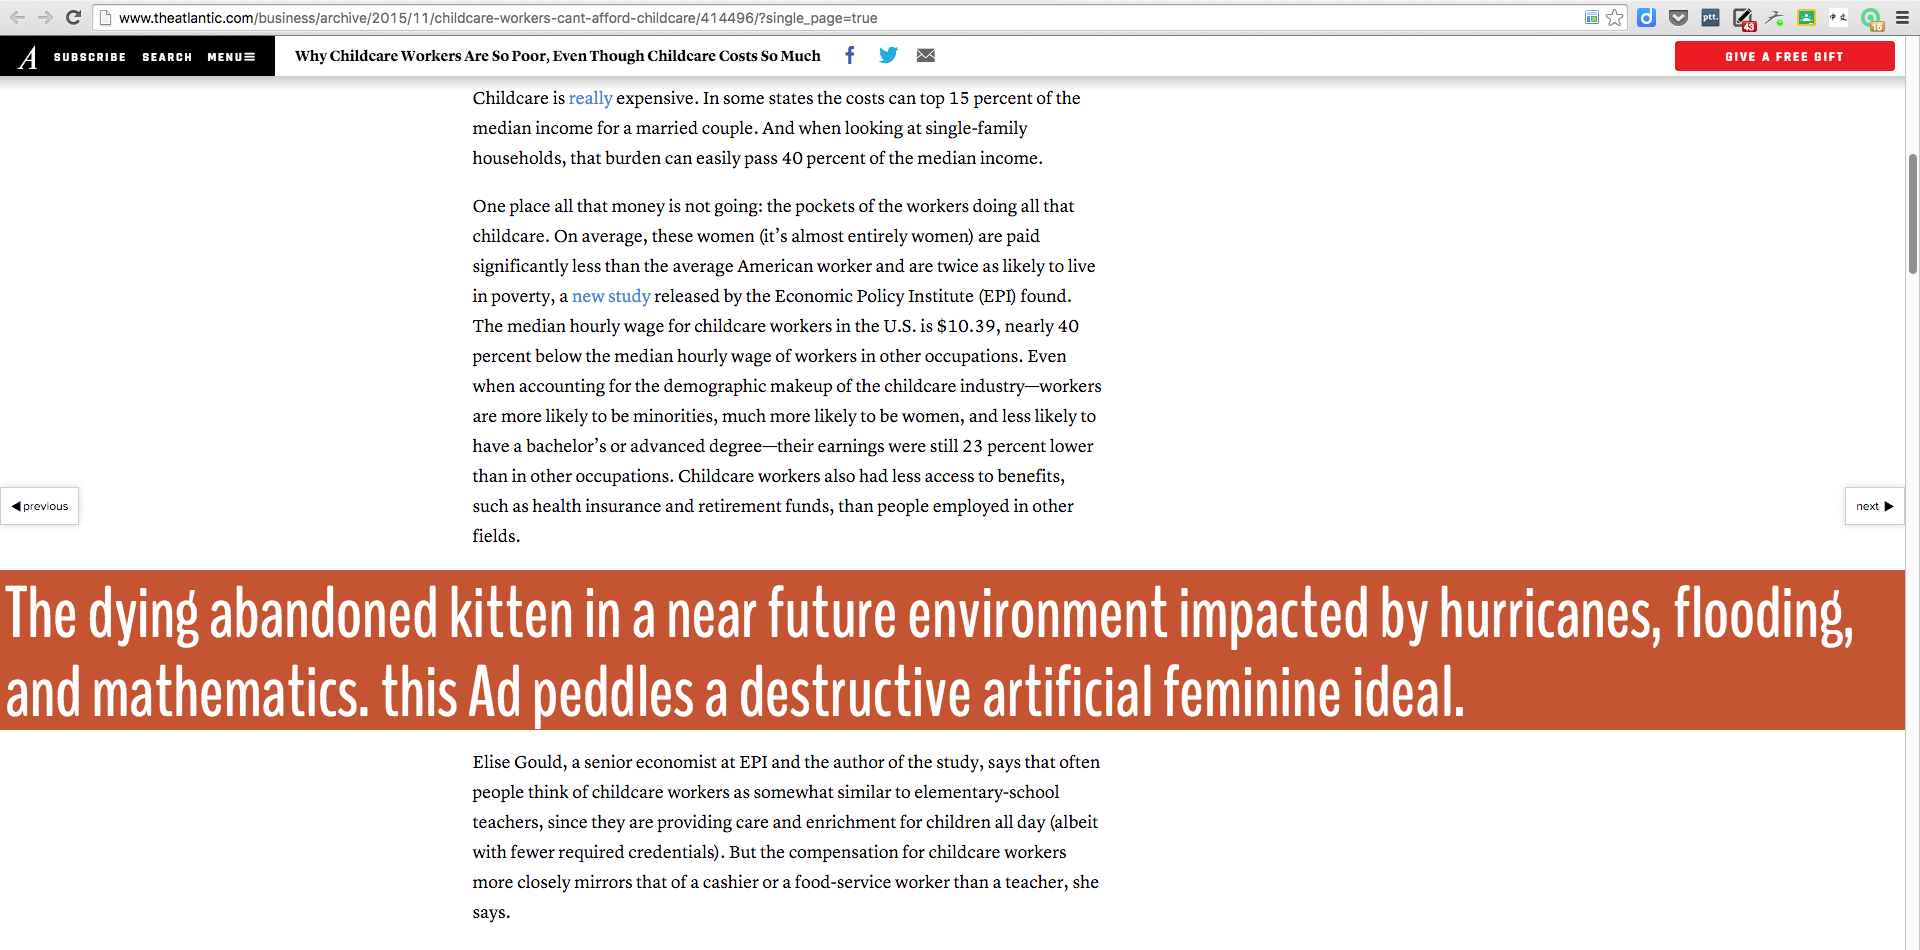 www.theatlantic.com/business/archive/2015/11/childcare-workers-cant-afford-childcare/414496/?single_page=true
ptt.
43
15
A SUBSCRIBE SEARCH MENU
Why Childcare Workers Are So Poor, Even Though Childcare Costs So Much
GIVE A FREE GIFT
Childcare is really expensive. In some states the costs can top 15 percent of the
median income for a married couple. And when looking at single-family
households, that burden can easily pass 40 percent of the median income.
One place all that money is not going: the pockets of the workers doing all that
childcare. On average, these women (it's almost entirely women) are paid
significantly less than the average American worker and are twice as likely to live
in poverty, a new study released by the Economic Policy Institute (EPI) found.
The median hourly wage for childcare workers in the U.S. is $10.39, nearly 40
percent below the median hourly wage of workers in other occupations. Even
when accounting for the demographic makeup of the childcare industry—workers
are more likely to be minorities, much more likely to be women, and less likely to
have a bachelor's or advanced degree—their earnings were still 23 percent lower
than in other occupations. Childcare workers also had less access to benefits,
such as health insurance and retirement funds, than people employed in other
fields.
previous
next
The dying abandoned kitten in a near future environment impacted by hurricanes, flooding,
and mathematics. this Ad peddles a destructive artificial feminine ideal.
Elise Gould, a senior economist at EPI and the author of the study, says that often
people think of childcare workers as somewhat similar to elementary-school
teachers, since they are providing care and enrichment for children all day (albeit
with fewer required credentials). But the compensation for childcare workers
more closely mirrors that of a cashier or a food-service worker than a teacher, she
says.